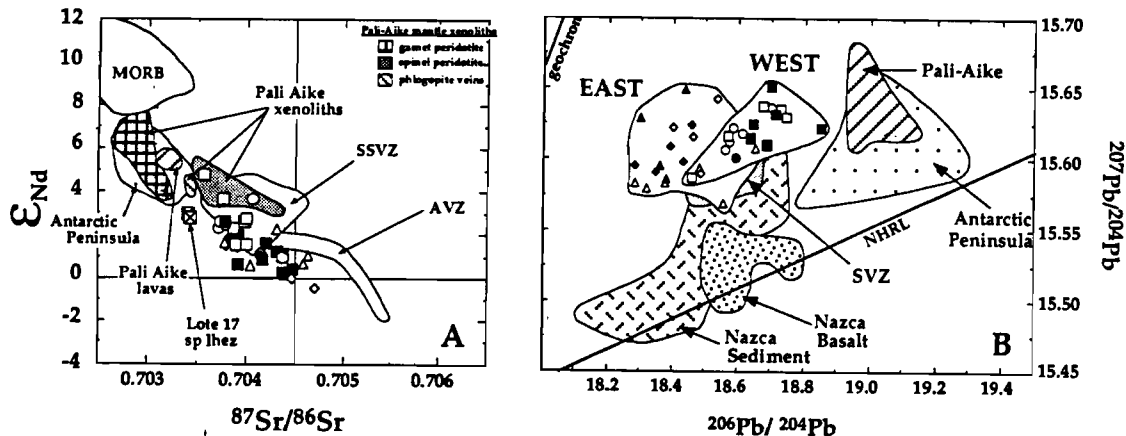 12
10
8
6
4
2
0
-2
-4
εNd
MORB
Pali-Aike mantle xenoliths
garnet peridotite
spinel peridotite
phlogopite veins
Pali Aike
xenoliths
SSVZ
AVZ
Antarctic
Peninsula
Pali Aike
lavas
Lote 17
sp lhez
A
0.703
0.704
0.705
0.706
87Sr/86Sr
geochron
EAST
WEST
Pali-Aike
Antarctic
Peninsula
NHRL
SVZ
Nazca
Basalt
Nazca
Sediment
B
15.70
15.65
15.60
15.55
15.50
15.45
207Pb/204Pb
18.2
18.4
18.6
18.8
19.0
19.2
19.4
206Pb/ 204Pb